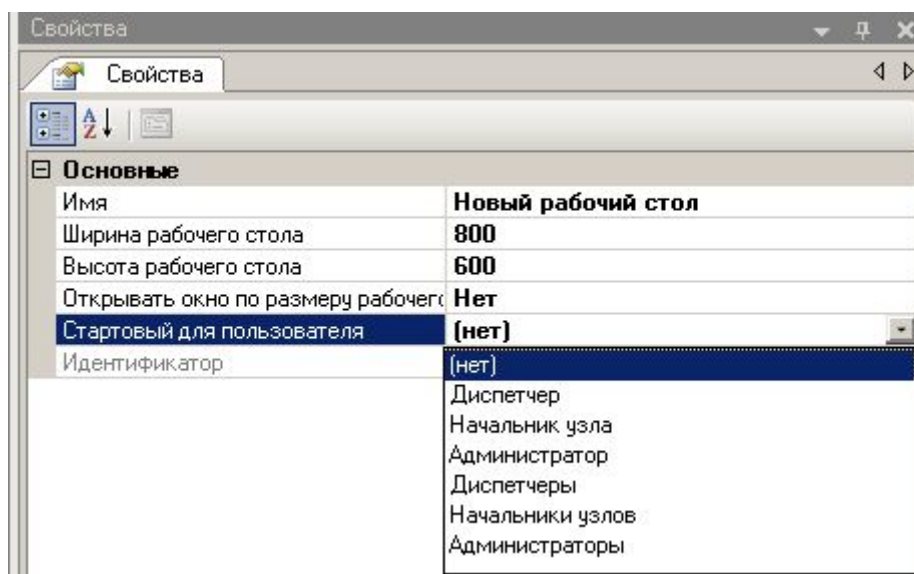 Свойства
Свойства
Основные
Имя Новый рабочий стол
Ширина рабочего стола 800
Высота рабочего стола 600
Открывать окно по размеру рабочег Нет
Стартовый для пользователя (нет)
Идентификатор (нет)
Диспетчер
Начальник узла
Администратор
Диспетчеры
Начальники узлов
Администраторы